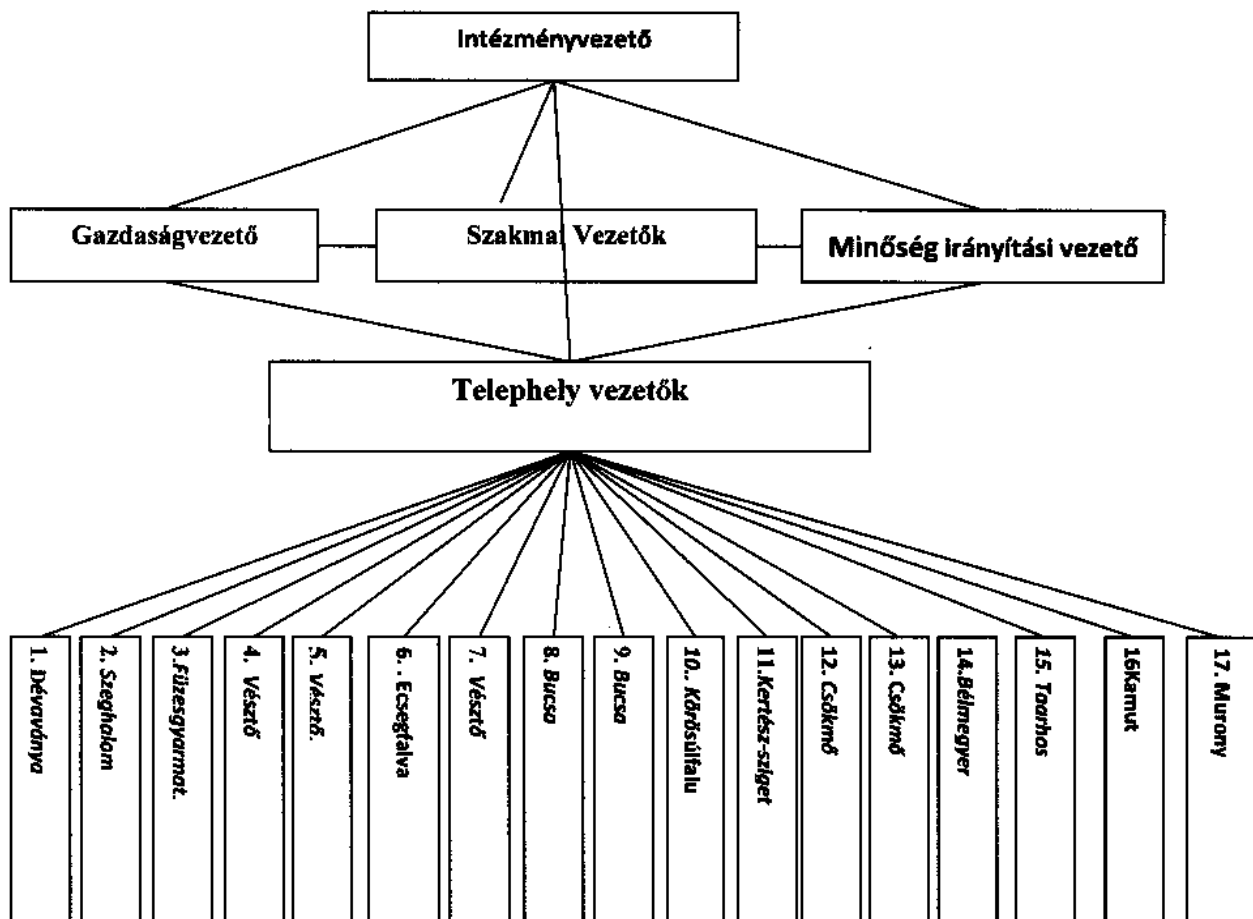 Intézményvezető
Gazdaságvezető
Szakmai Vezetők
Minőség irányítási vezető
Telephely vezetők
1. Dévaványa
2. Szeghalom
3.Füzesgyarmat.
4. Vésztő
5. Vésztő.
6. . Ecsegfalva
7. Vésztő
8. Bucsa
9. Bucsa
10.. Körösúlfalu
11.Kertész-sziget
12. Csökmő
13. Csökmő
14.Bélmegyer
15. Taarhos
16Kamut
17. Murony